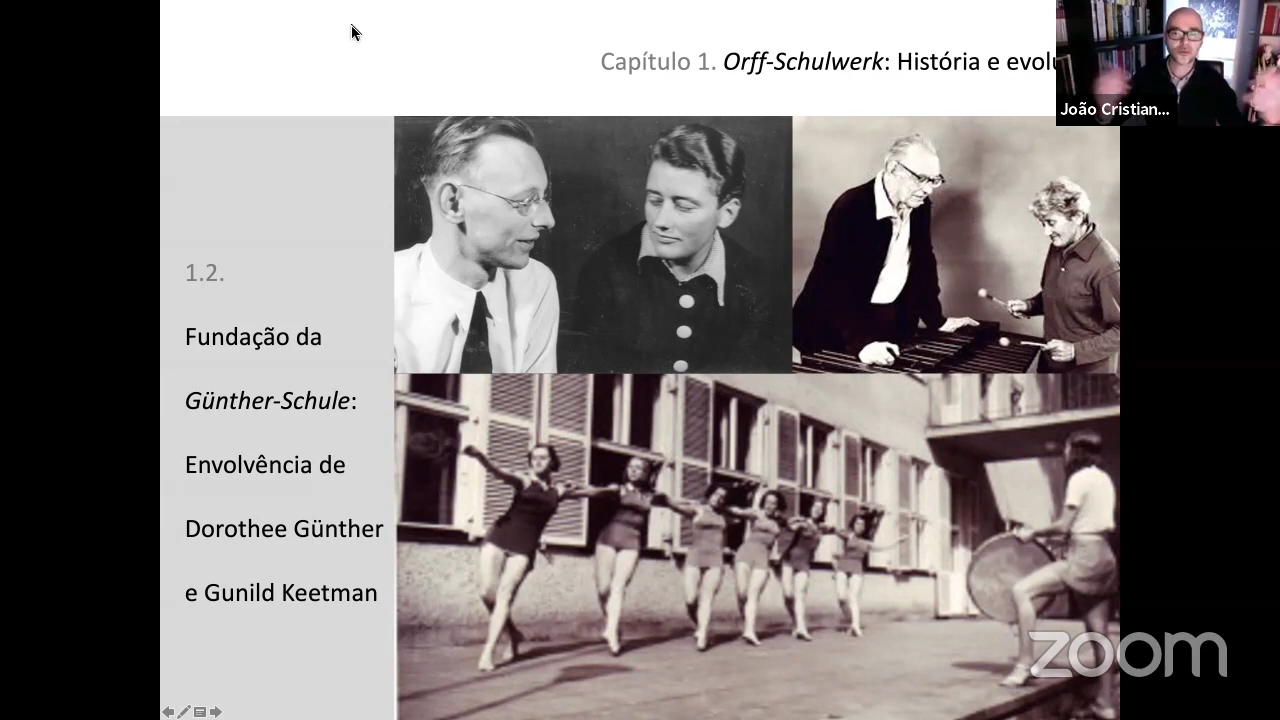 Capítulo 1. Orff-Schulwerk: História e evolu
João Cristian...
1.2.
Fundação da
Günther-Schule:
Envolvência de
Dorothee Günther
e Gunild Keetman
zoom